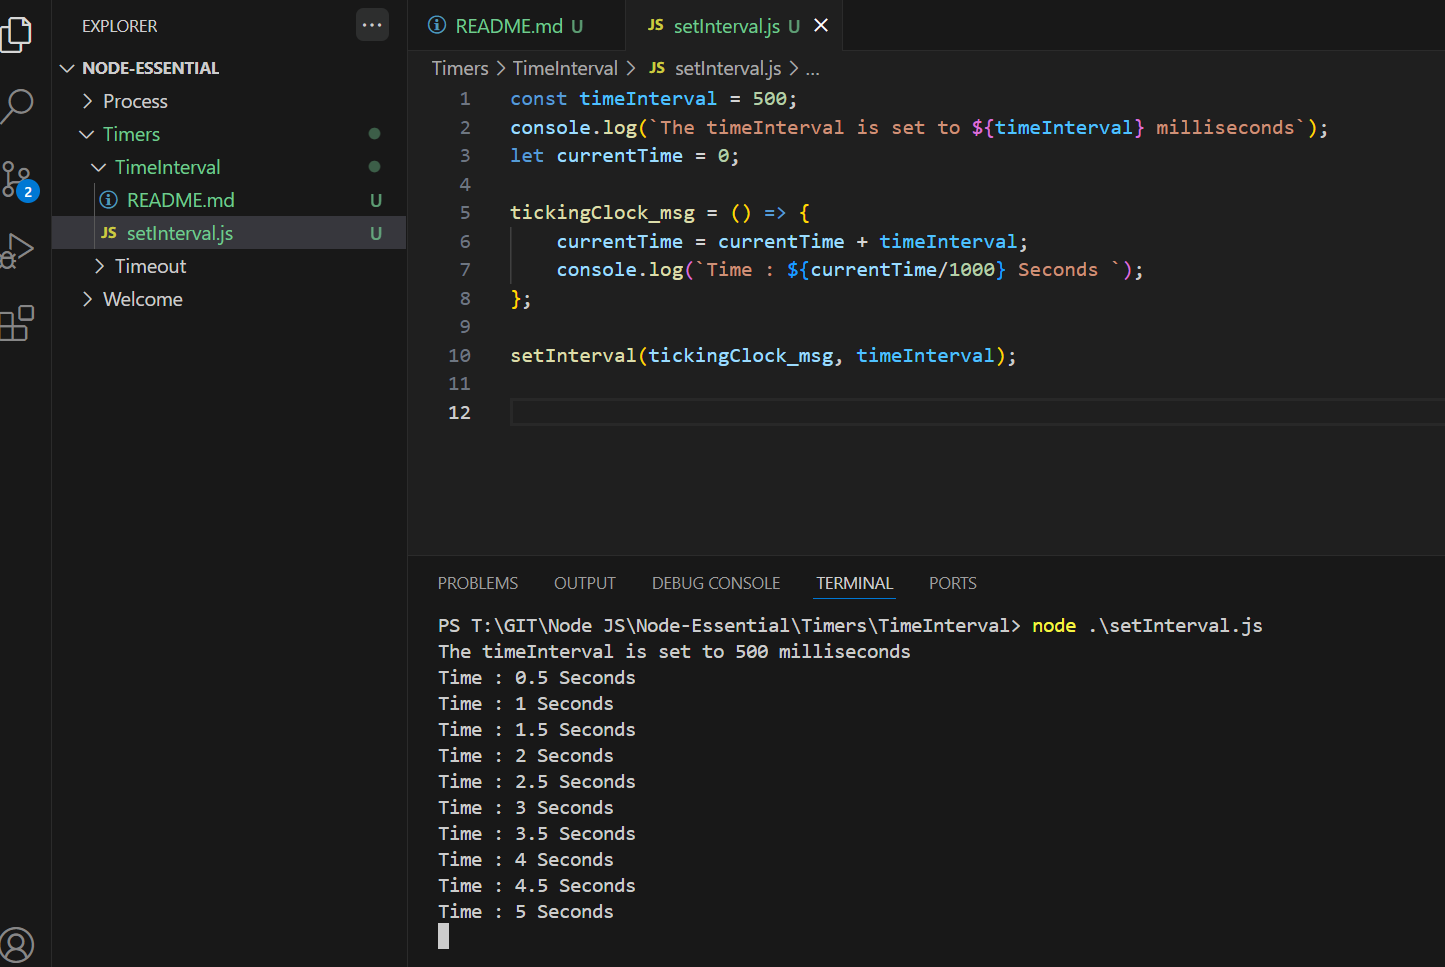 EXPLORER
NODE-ESSENTIAL
Process
Timers
TimeInterval
README.md U
JS setInterval.js U
Timeout
Welcome
2
README.md U
JS setInterval.js U
Timers > TimeInterval > JS setInterval.js > ...
1 const timeInterval = 500;
2 console.log(`The timeInterval is set to ${timeInterval} milliseconds`);
3 let currentTime = 0;
4
5 tickingClock_msg = () => {
6     currentTime = currentTime + timeInterval;
7     console.log(`Time : ${currentTime/1000} Seconds `);
8 };
9
10 setInterval(tickingClock_msg, timeInterval);
11
12
PROBLEMS OUTPUT DEBUG CONSOLE TERMINAL PORTS
PS T:\GIT\Node JS\Node-Essential\Timers\TimeInterval> node .\setInterval.js
The timeInterval is set to 500 milliseconds
Time : 0.5 Seconds
Time : 1 Seconds
Time : 1.5 Seconds
Time : 2 Seconds
Time : 2.5 Seconds
Time : 3 Seconds
Time : 3.5 Seconds
Time : 4 Seconds
Time : 4.5 Seconds
Time : 5 Seconds